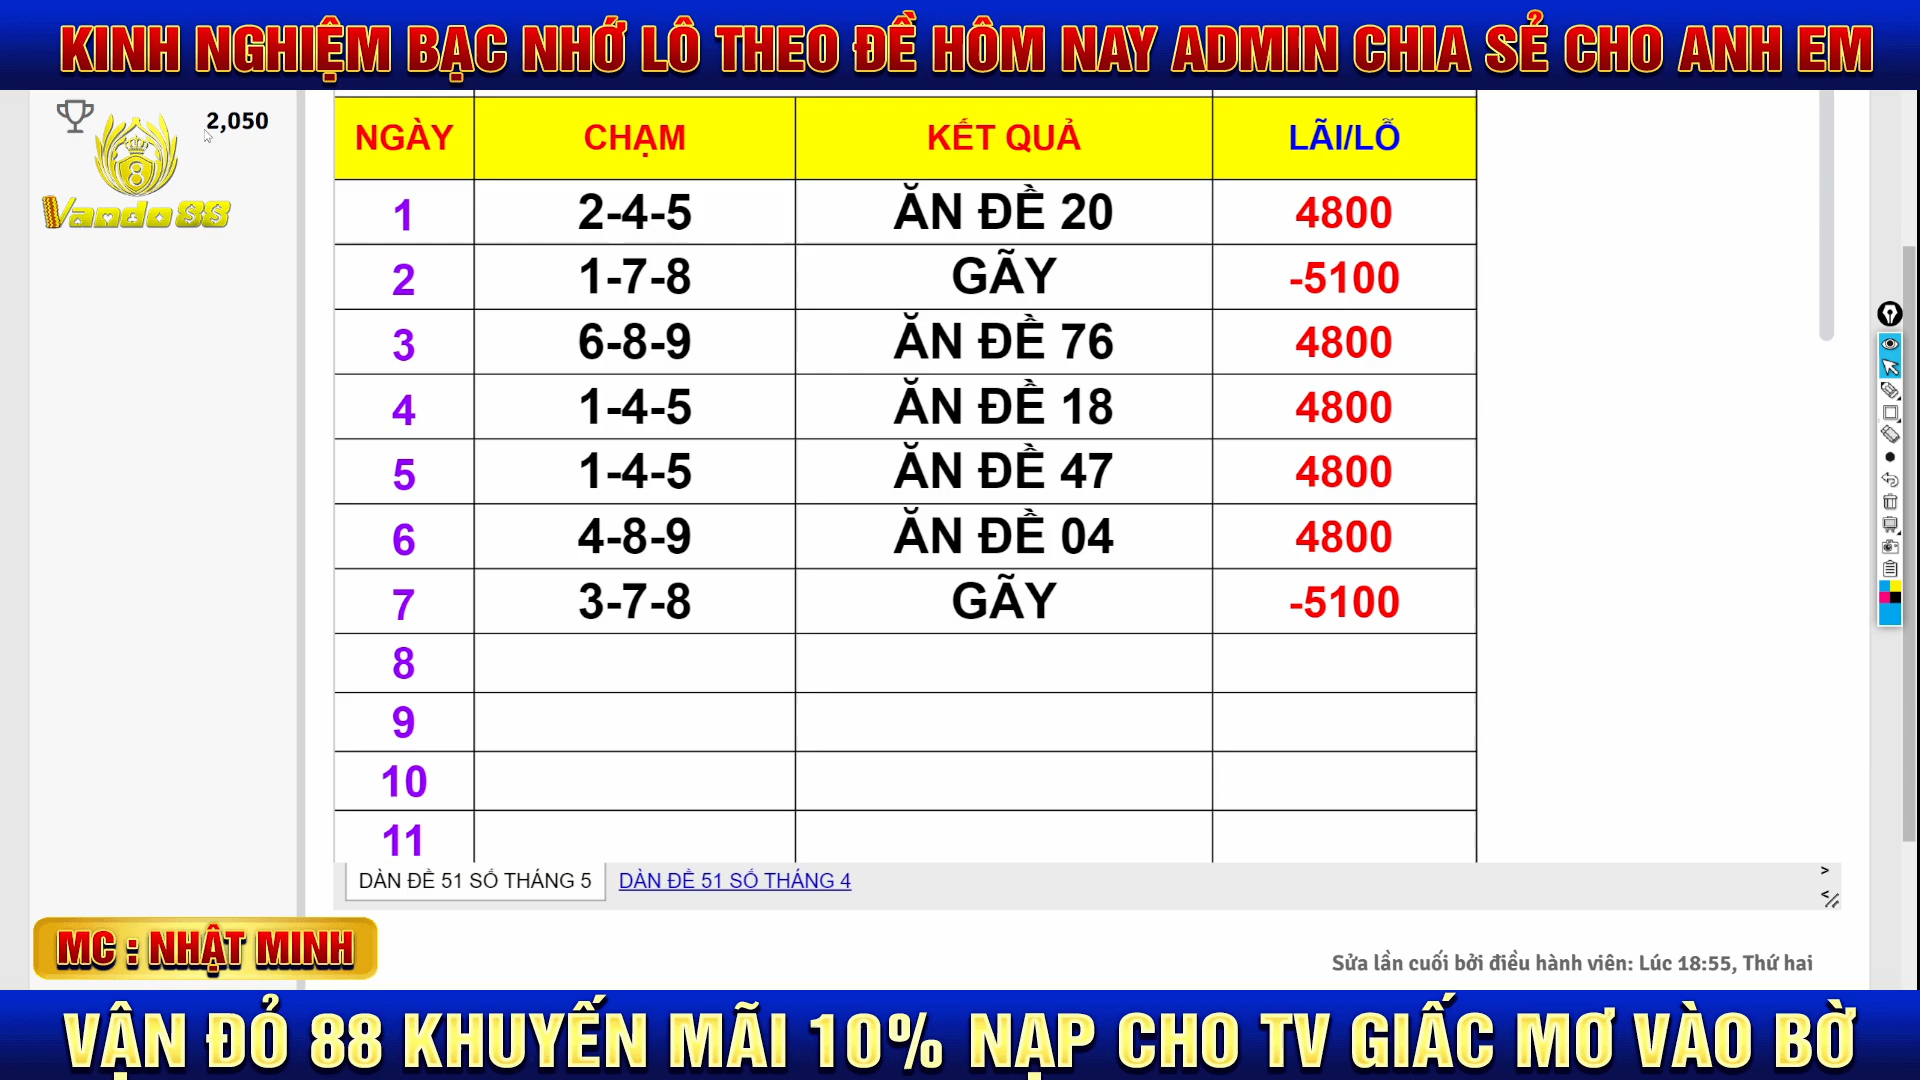 KINH NGHIỆM BẠC NHỚ LÔ THEO ĐỀ HÔM NAY ADMIN CHIA SẺ CHO ANH EM
2,050
8
Vando88
NGÀY CHẠM KẾT QUẢ LÃI/LỖ
1 2-4-5 ĂN ĐỀ 20 4800
2 1-7-8 GÃY -5100
3 6-8-9 ĂN ĐỀ 76 4800
4 1-4-5 ĂN ĐỀ 18 4800
5 1-4-5 ĂN ĐỀ 47 4800
6 4-8-9 ĂN ĐỀ 04 4800
7 3-7-8 GÃY -5100
8
9
10
11
DÀN ĐỀ 51 SỐ THÁNG 5 DÀN ĐỀ 51 SỐ THÁNG 4
MC : NHẬT MINH
Sửa lần cuối bởi điều hành viên: Lúc 18:55, Thứ hai
VẬN ĐỎ 88 KHUYẾN MÃI 10% NẠP CHO TV GIẤC MƠ VÀO BỜ